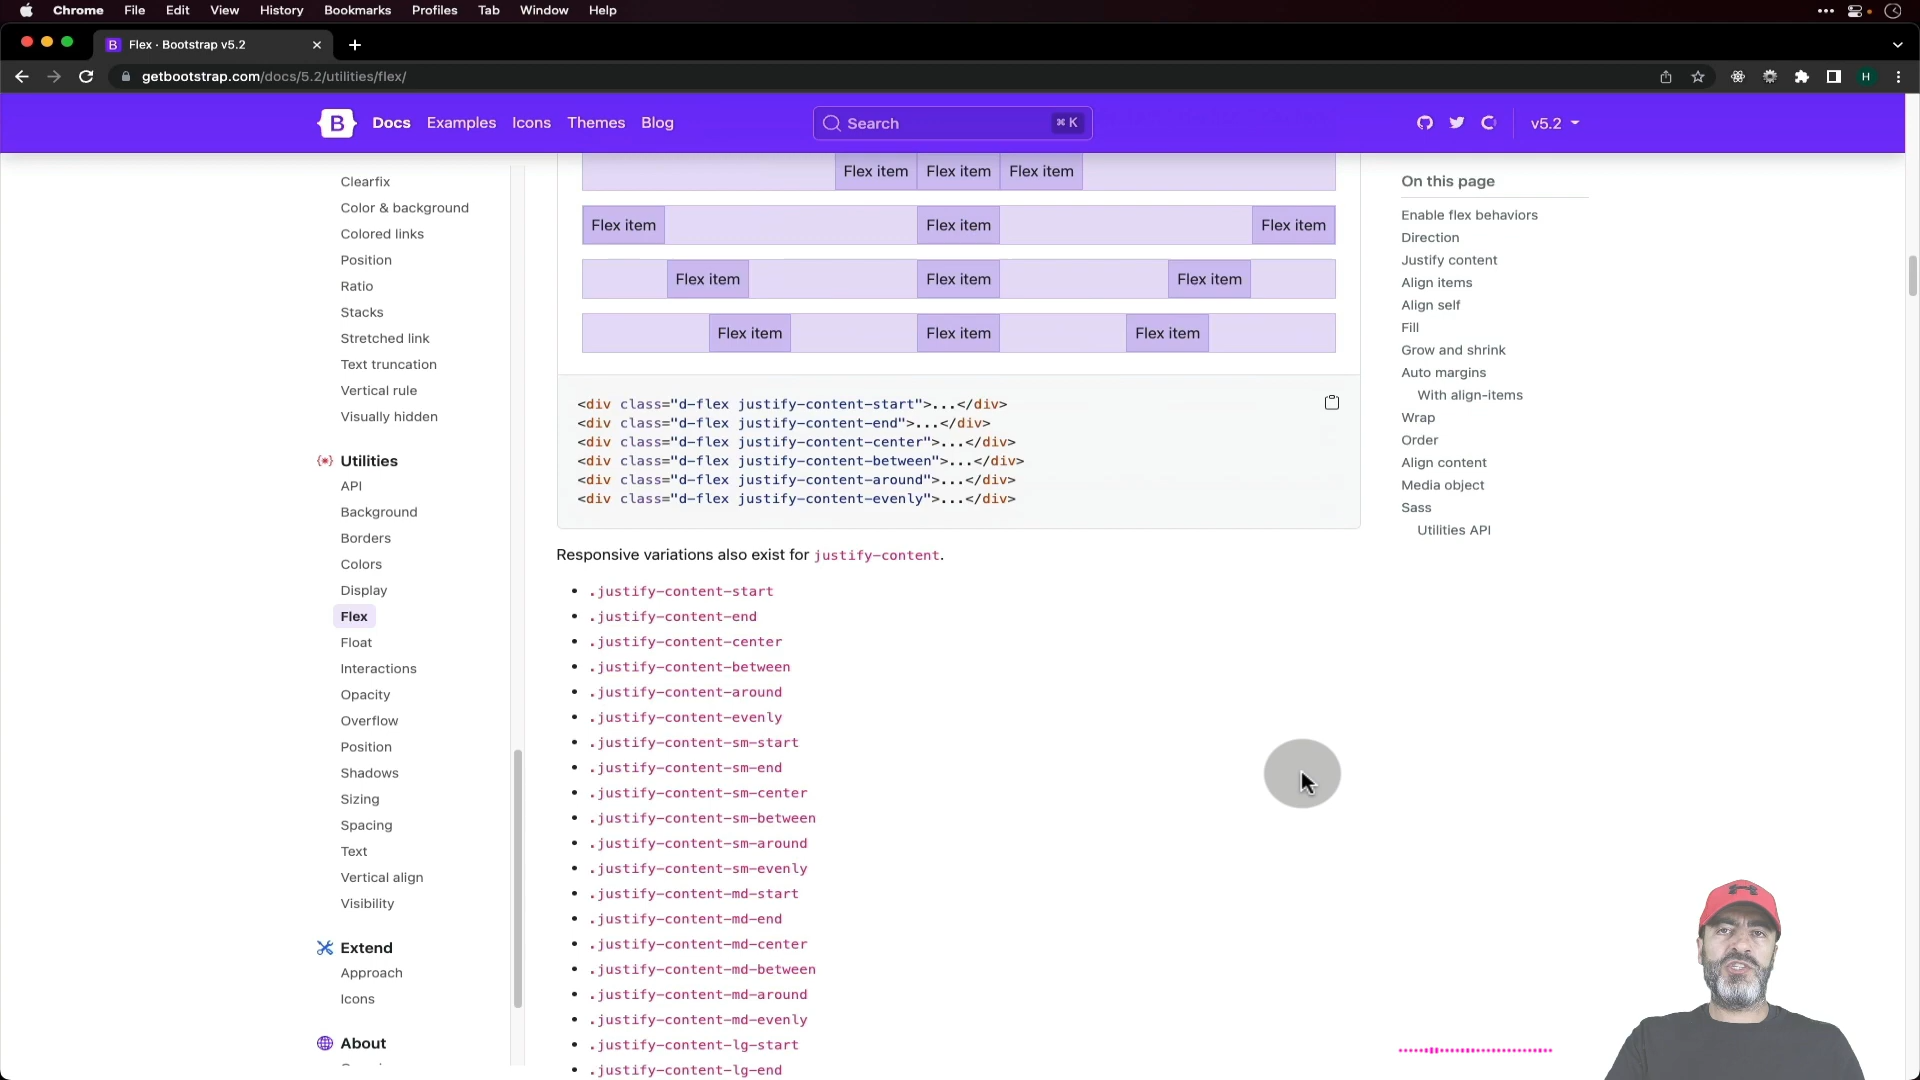 Chrome File Edit View History Bookmarks Profiles Tab Window Help
Flex · Bootstrap v5.2
getbootstrap.com/docs/5.2/utilities/flex/
H
B Docs Examples Icons Themes Blog
Search ⌘ K
v5.2
Clearfix
Color & background
Colored links
Position
Ratio
Stacks
Stretched link
Text truncation
Vertical rule
Visually hidden
Utilities
API
Background
Borders
Colors
Display
Flex
Float
Interactions
Opacity
Overflow
Position
Shadows
Sizing
Spacing
Text
Vertical align
Visibility
Extend
Approach
Icons
About
Flex item Flex item Flex item
Flex item Flex item Flex item
Flex item Flex item Flex item
Flex item Flex item Flex item
<div class="d-flex justify-content-start">...</div>
<div class="d-flex justify-content-end">...</div>
<div class="d-flex justify-content-center">...</div>
<div class="d-flex justify-content-between">...</div>
<div class="d-flex justify-content-around">...</div>
<div class="d-flex justify-content-evenly">...</div>
Responsive variations also exist for justify-content.
• .justify-content-start
• .justify-content-end
• .justify-content-center
• .justify-content-between
• .justify-content-around
• .justify-content-evenly
• .justify-content-sm-start
• .justify-content-sm-end
• .justify-content-sm-center
• .justify-content-sm-between
• .justify-content-sm-around
• .justify-content-sm-evenly
• .justify-content-md-start
• .justify-content-md-end
• .justify-content-md-center
• .justify-content-md-between
• .justify-content-md-around
• .justify-content-md-evenly
• .justify-content-lg-start
• .justify-content-lg-end
On this page
Enable flex behaviors
Direction
Justify content
Align items
Align self
Fill
Grow and shrink
Auto margins
With align-items
Wrap
Order
Align content
Media object
Sass
Utilities API